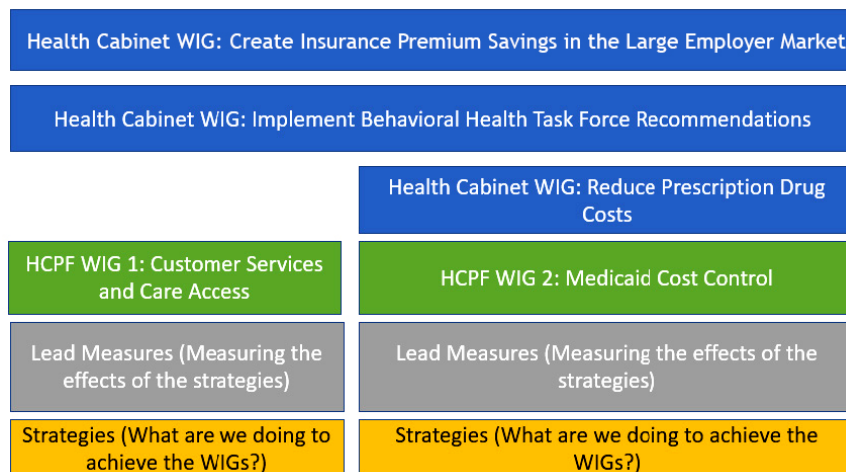 Health Cabinet WIG: Create Insurance Premium Savings in the Large Employer Market
Health Cabinet WIG: Implement Behavioral Health Task Force Recommendations
Health Cabinet WIG: Reduce Prescription Drug
Costs
HCPF WIG 1: Customer Services
and Care Access
HCPF WIG 2: Medicaid Cost Control
Lead Measures (Measuring the
effects of the strategies)
Lead Measures (Measuring the effects of the
strategies)
Strategies (What are we doing to
achieve the WIGs?)
Strategies (What are we doing to achieve the
WIGs?)